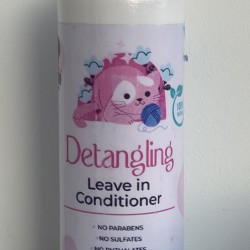 Detangling
Leave in
Conditioner
• NO PARABENS
• NO SULFATES